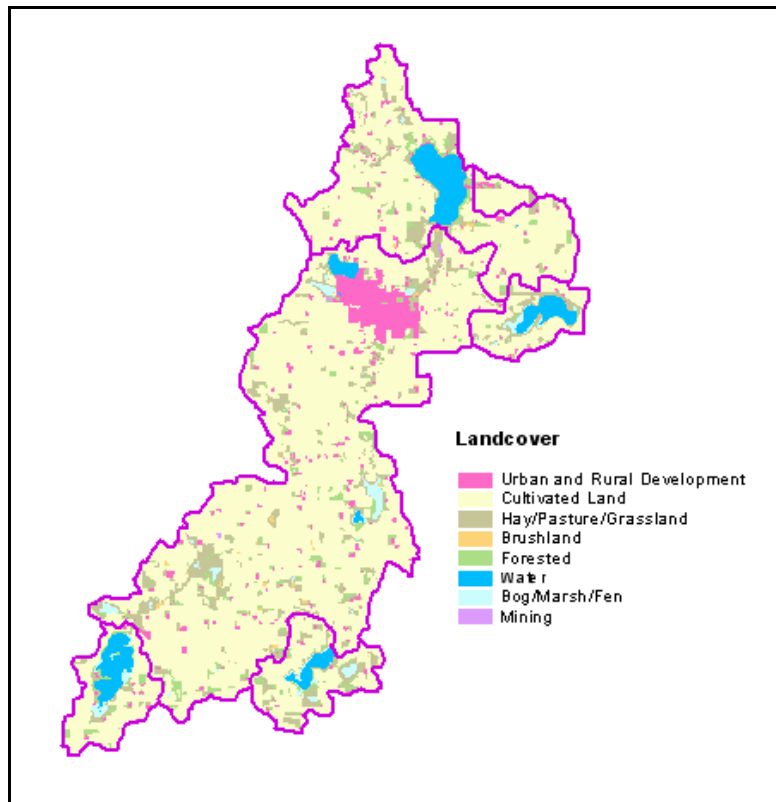 Landcover
Urban and Rural Development
Cultivated Land
Hay/Pasture/Grassland
Brushland
Forested
Water
Bog/Marsh/Fen
Mining